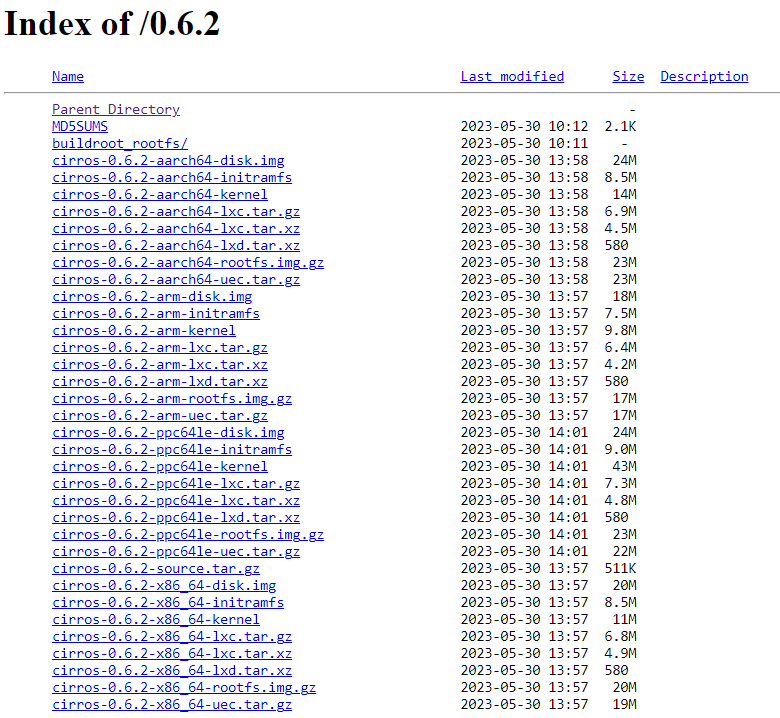 Index of /0.6.2
Name Last modified Size Description
Parent Directory -
MD5SUMS 2023-05-30 10:12 2.1K
buildroot_rootfs/ 2023-05-30 10:11 -
cirros-0.6.2-aarch64-disk.img 2023-05-30 13:58 24M
cirros-0.6.2-aarch64-initramfs 2023-05-30 13:58 8.5M
cirros-0.6.2-aarch64-kernel 2023-05-30 13:58 14M
cirros-0.6.2-aarch64-lxc.tar.gz 2023-05-30 13:58 6.9M
cirros-0.6.2-aarch64-lxc.tar.xz 2023-05-30 13:58 4.5M
cirros-0.6.2-aarch64-lxd.tar.xz 2023-05-30 13:58 580
cirros-0.6.2-aarch64-rootfs.img.gz 2023-05-30 13:58 23M
cirros-0.6.2-aarch64-uec.tar.gz 2023-05-30 13:58 23M
cirros-0.6.2-arm-disk.img 2023-05-30 13:57 18M
cirros-0.6.2-arm-initramfs 2023-05-30 13:57 7.5M
cirros-0.6.2-arm-kernel 2023-05-30 13:57 9.8M
cirros-0.6.2-arm-lxc.tar.gz 2023-05-30 13:57 6.4M
cirros-0.6.2-arm-lxc.tar.xz 2023-05-30 13:57 4.2M
cirros-0.6.2-arm-lxd.tar.xz 2023-05-30 13:57 580
cirros-0.6.2-arm-rootfs.img.gz 2023-05-30 13:57 17M
cirros-0.6.2-arm-uec.tar.gz 2023-05-30 13:57 17M
cirros-0.6.2-ppc64le-disk.img 2023-05-30 14:01 24M
cirros-0.6.2-ppc64le-initramfs 2023-05-30 14:01 9.0M
cirros-0.6.2-ppc64le-kernel 2023-05-30 14:01 43M
cirros-0.6.2-ppc64le-lxc.tar.gz 2023-05-30 14:01 7.3M
cirros-0.6.2-ppc64le-lxc.tar.xz 2023-05-30 14:01 4.8M
cirros-0.6.2-ppc64le-lxd.tar.xz 2023-05-30 14:01 580
cirros-0.6.2-ppc64le-rootfs.img.gz 2023-05-30 14:01 23M
cirros-0.6.2-ppc64le-uec.tar.gz 2023-05-30 14:01 22M
cirros-0.6.2-source.tar.gz 2023-05-30 13:57 511K
cirros-0.6.2-x86_64-disk.img 2023-05-30 13:57 20M
cirros-0.6.2-x86_64-initramfs 2023-05-30 13:57 8.5M
cirros-0.6.2-x86_64-kernel 2023-05-30 13:57 11M
cirros-0.6.2-x86_64-lxc.tar.gz 2023-05-30 13:57 6.8M
cirros-0.6.2-x86_64-lxc.tar.xz 2023-05-30 13:57 4.9M
cirros-0.6.2-x86_64-lxd.tar.xz 2023-05-30 13:57 580
cirros-0.6.2-x86_64-rootfs.img.gz 2023-05-30 13:57 20M
cirros-0.6.2-x86_64-uec.tar.gz 2023-05-30 13:57 19M